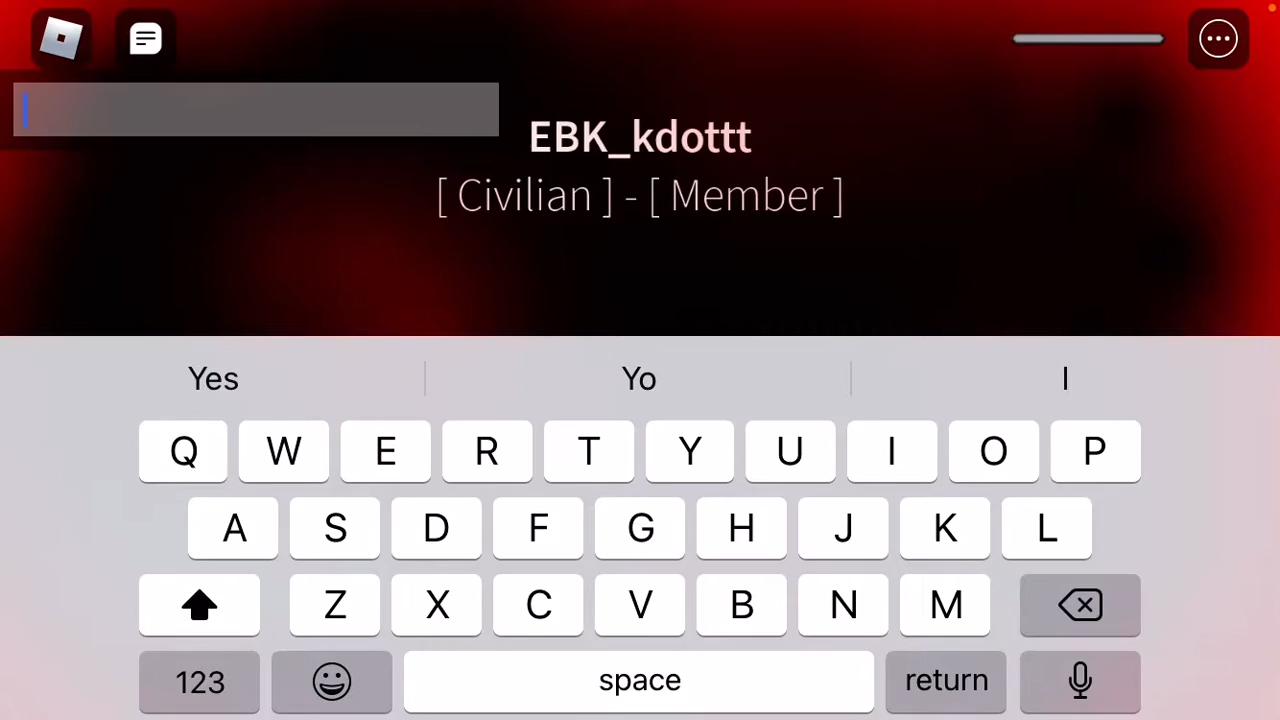 EBK_kdottt
[ Civilian ] - [ Member ]
Yes Yo I
Q W E R T Y U I O P
A S D F G H J K L
Z X C V B N M
123 space return